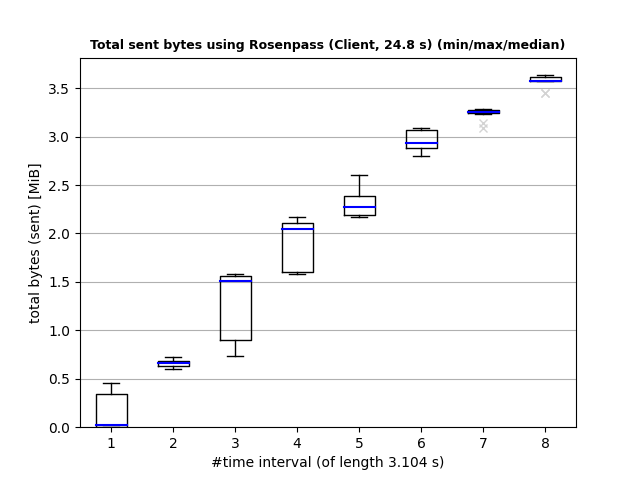 Total sent bytes using Rosenpass (Client, 24.8 s) (min/max/median)
total bytes (sent) [MiB]
3.5
3.0
2.5
2.0
1.5
1.0
0.5
0.0
1 2 3 4 5 6 7 8
#time interval (of length 3.104 s)